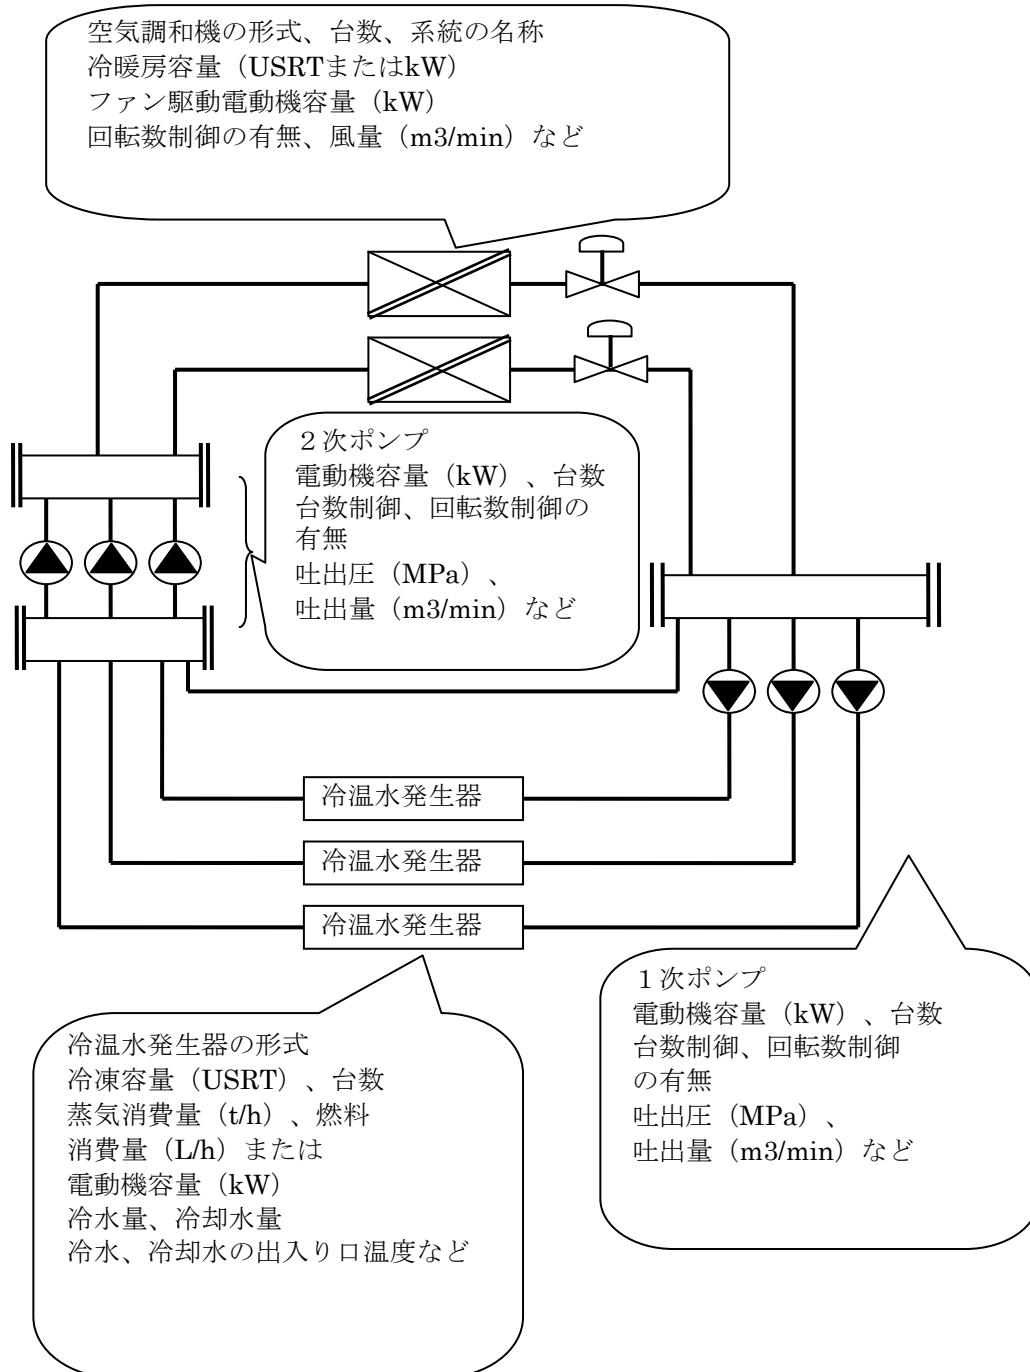 空気調和機の形式、台数、系統の名称
冷暖房容量（USRTまたはkW）
ファン駆動電動機容量（kW）
回転数制御の有無、風量（m3/min）など
２次ポンプ
電動機容量（kW）、台数
台数制御、回転数制御の
有無
吐出圧（MPa）、
吐出量（m3/min）など
冷温水発生器
冷温水発生器
冷温水発生器
１次ポンプ
電動機容量（kW）、台数
台数制御、回転数制御
の有無
吐出圧（MPa）、
吐出量（m3/min）など
冷温水発生器の形式
冷凍容量（USRT）、台数
蒸気消費量（t/h）、燃料
消費量（L/h）または
電動機容量（kW）
冷水量、冷却水量
冷水、冷却水の出入り口温度など